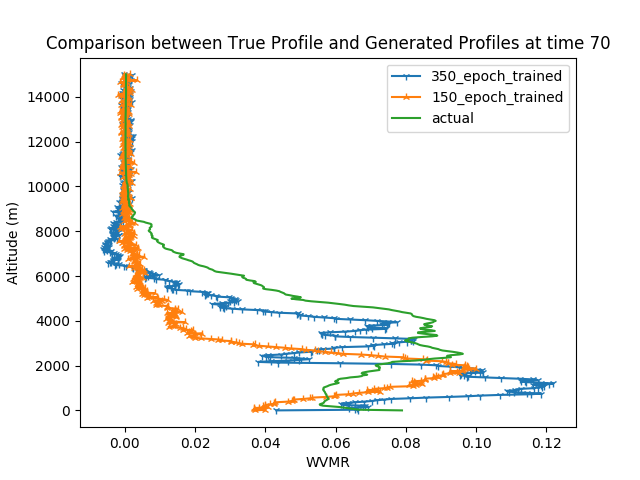 Comparison between True Profile and Generated Profiles at time 70
350_epoch_trained
150_epoch_trained
actual
Altitude (m)
14000
12000
10000
8000
6000
4000
2000
0
0.00 0.02 0.04 0.06 0.08 0.10 0.12
WVMR